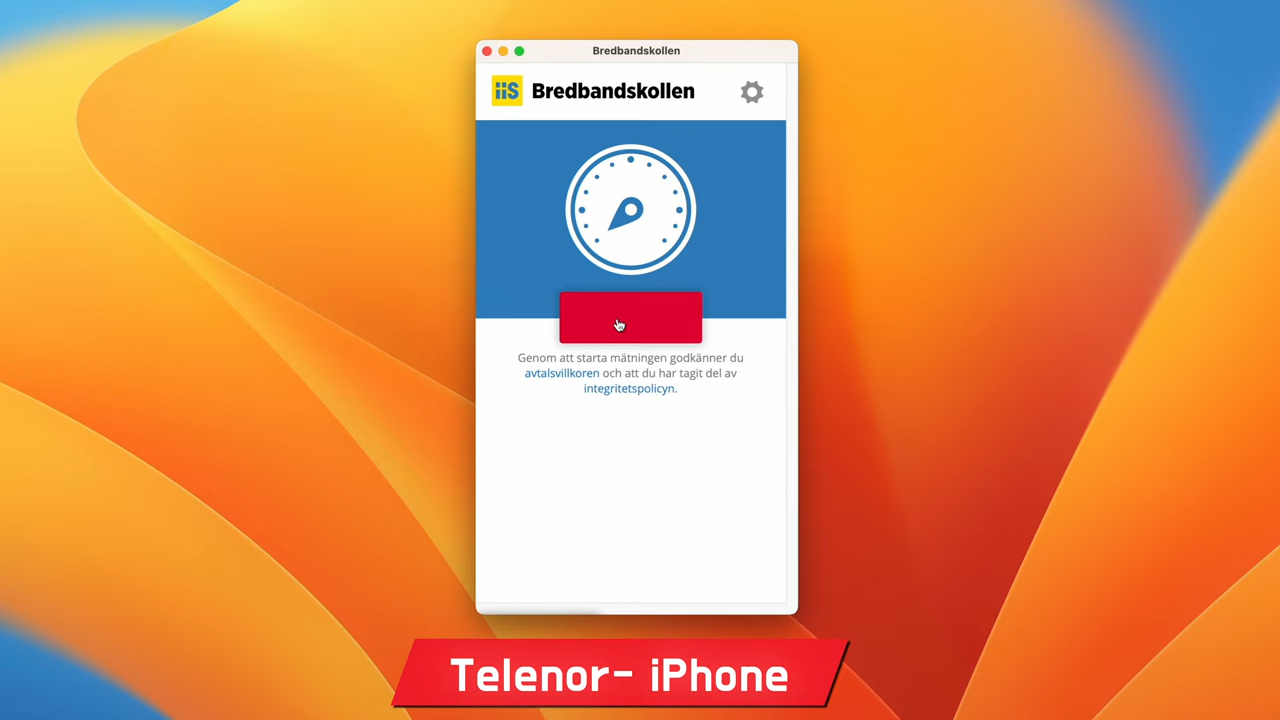 Bredbandskollen
iis Bredbandskollen
Genom att starta mätningen godkänner du
avtalsvillkoren och att du har tagit del av
integritetspolicyn.
Telenor- iPhone